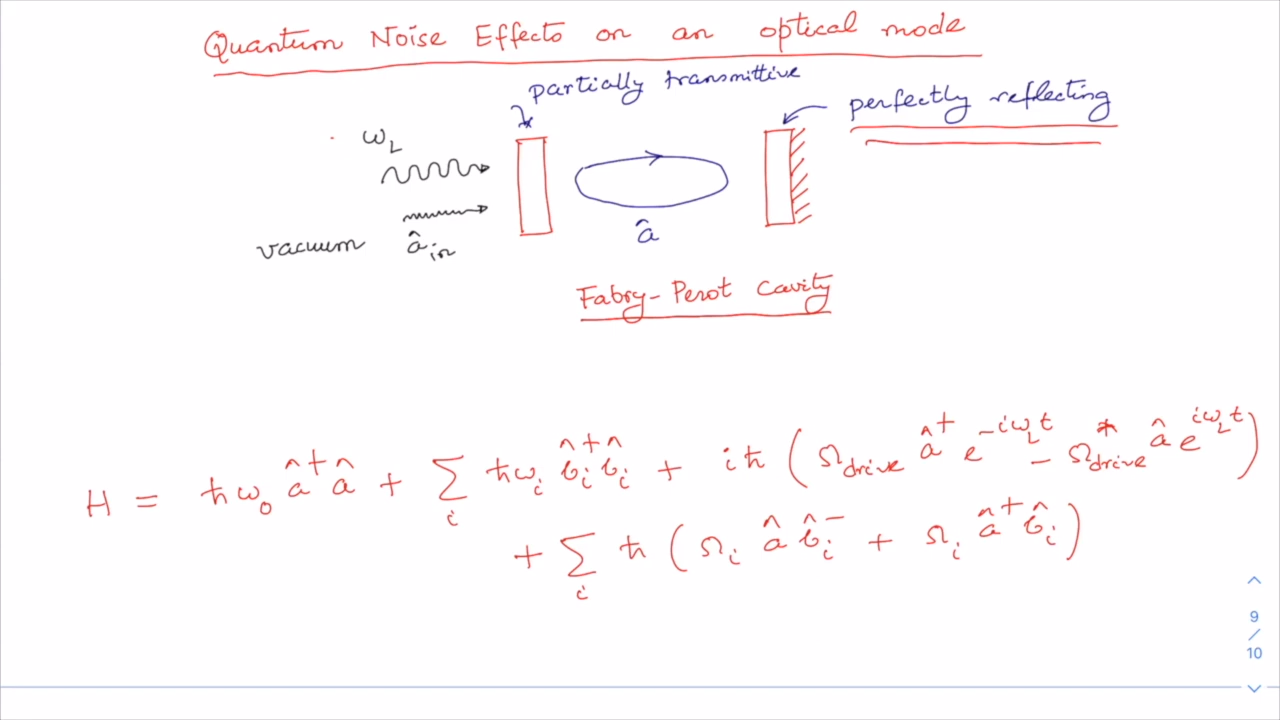 Quantum Noise Effects on an optical mode
partially transmittive
perfectly reflecting
ω_L
vacuum â_in
â
Fabry-Perot Cavity
H = ħω₀ â†â + Σ_i ħω_i b̂_i†b̂_i + iħ (Ω_drive â† e^{-iω_L t} - Ω*_drive â e^{iω_L t})
+ Σ_i ħ (Ω_i â b̂_i^- + Ω_i â† b̂_i)
9
/
10